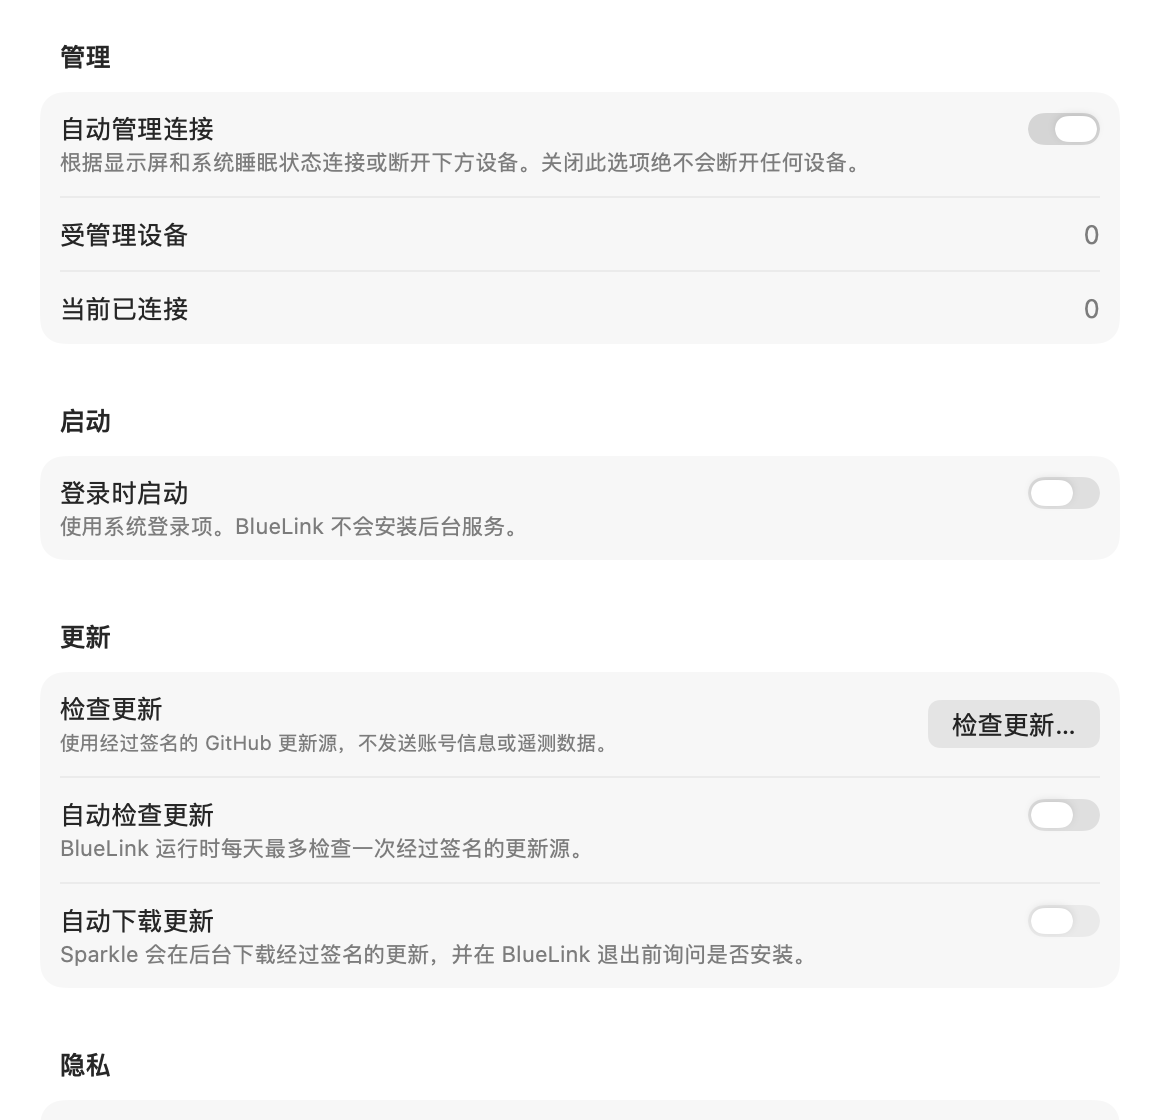 管理
自动管理连接
根据显示屏和系统睡眠状态连接或断开下方设备。关闭此选项绝不会断开任何设备。
受管理设备
0
当前已连接
0
启动
登录时启动
使用系统登录项。BlueLink 不会安装后台服务。
更新
检查更新
使用经过签名的 GitHub 更新源，不发送账号信息或遥测数据。
检查更新...
自动检查更新
BlueLink 运行时每天最多检查一次经过签名的更新源。
自动下载更新
Sparkle 会在后台下载经过签名的更新，并在 BlueLink 退出前询问是否安装。
隐私